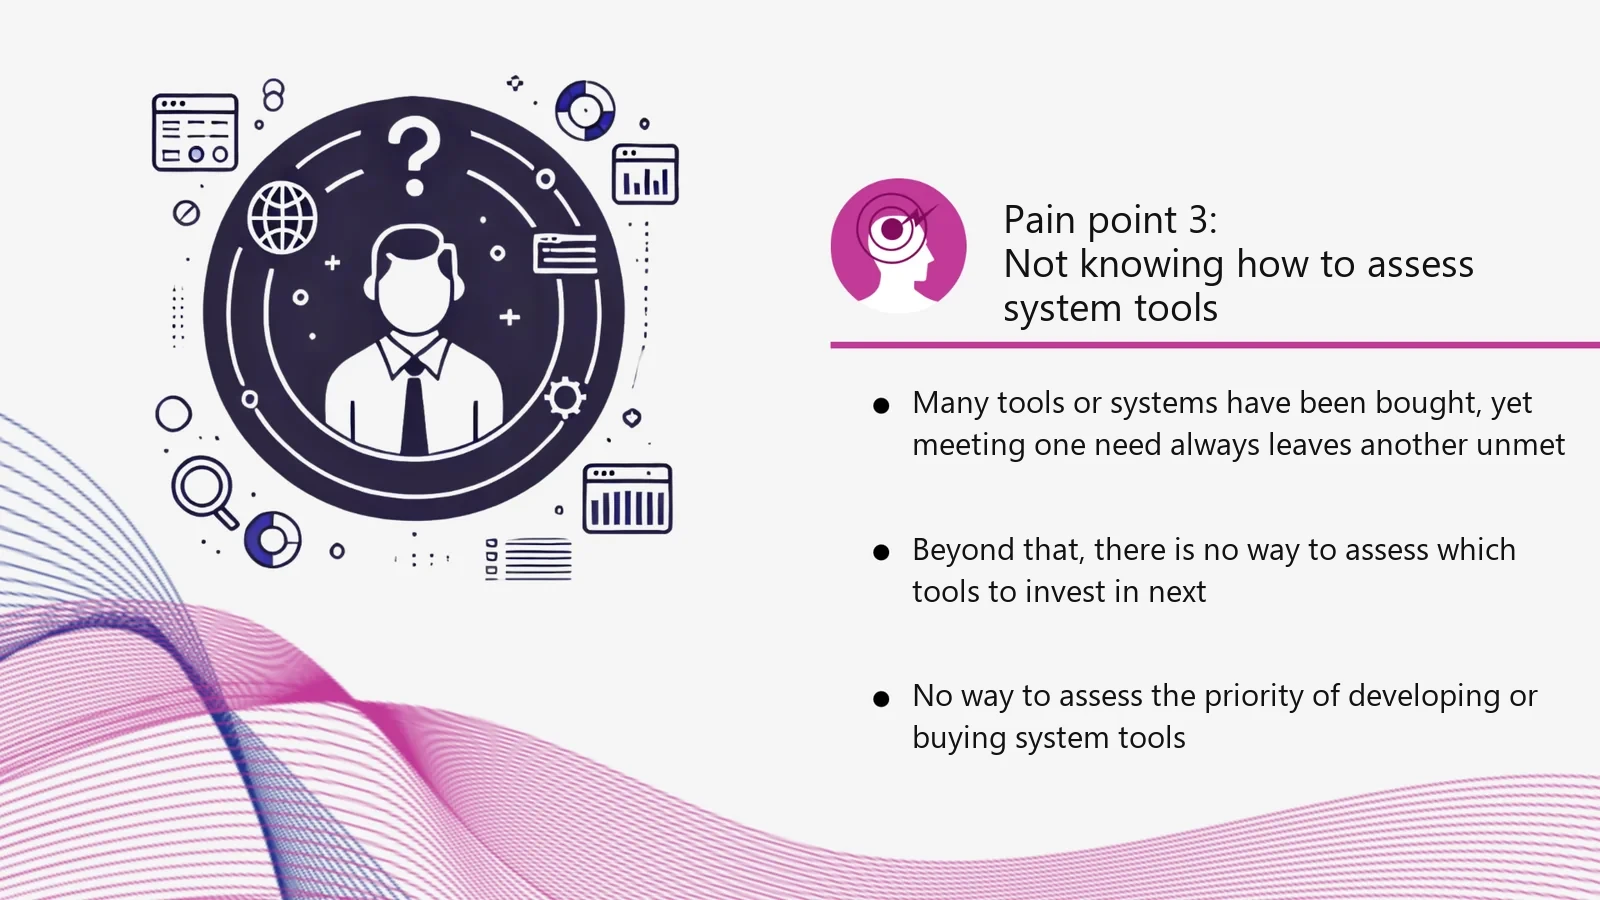 Pain point 3:
Not knowing how to assess
system tools
● Many tools or systems have been bought, yet
meeting one need always leaves another unmet
● Beyond that, there is no way to assess which
tools to invest in next
● No way to assess the priority of developing or
buying system tools